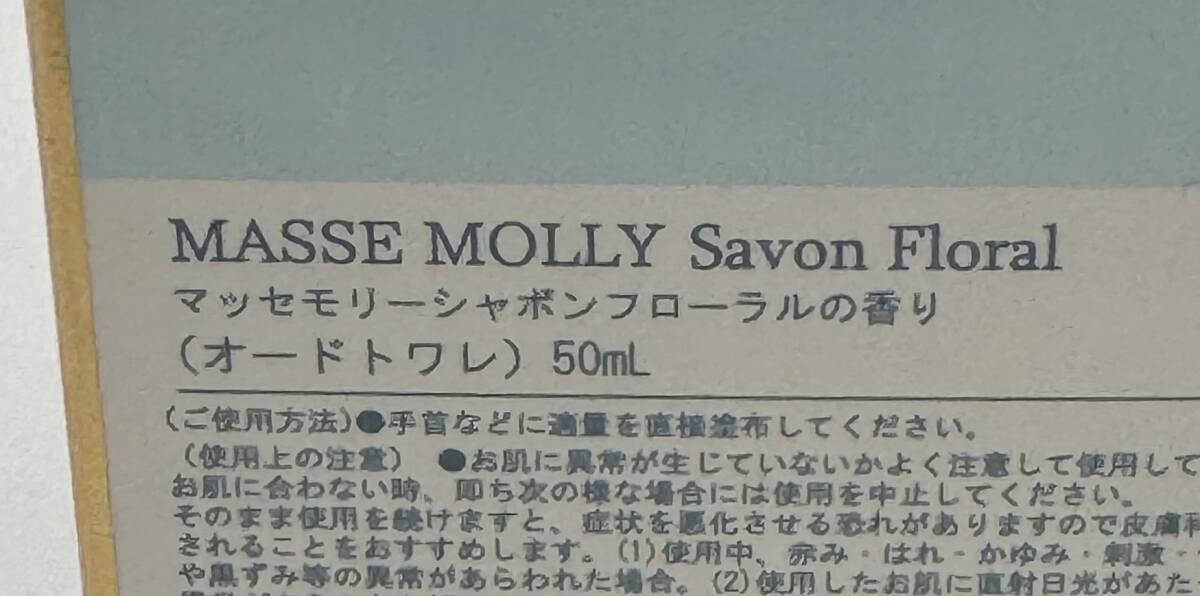 MASSE MOLLY Savon Floral
マッセモリーシャボンフローラルの香り
(オードトワレ) 50mL
(ご使用方法)●手首などに適量を直接塗布してください。
(使用上の注意) ●お肌に異常が生じていないかよく注意して使用して
お肌に合わない時、即ち次の様な場合には使用を中止してください。
そのまま使用を続けますと、症状を悪化させる恐れがありますので皮膚科
されることをおすすめします。(1)使用中、赤み・はれ・かゆみ・刺激・
や黒ずみ等の異常があらわれた場合。(2)使用したお肌に直射日光があた